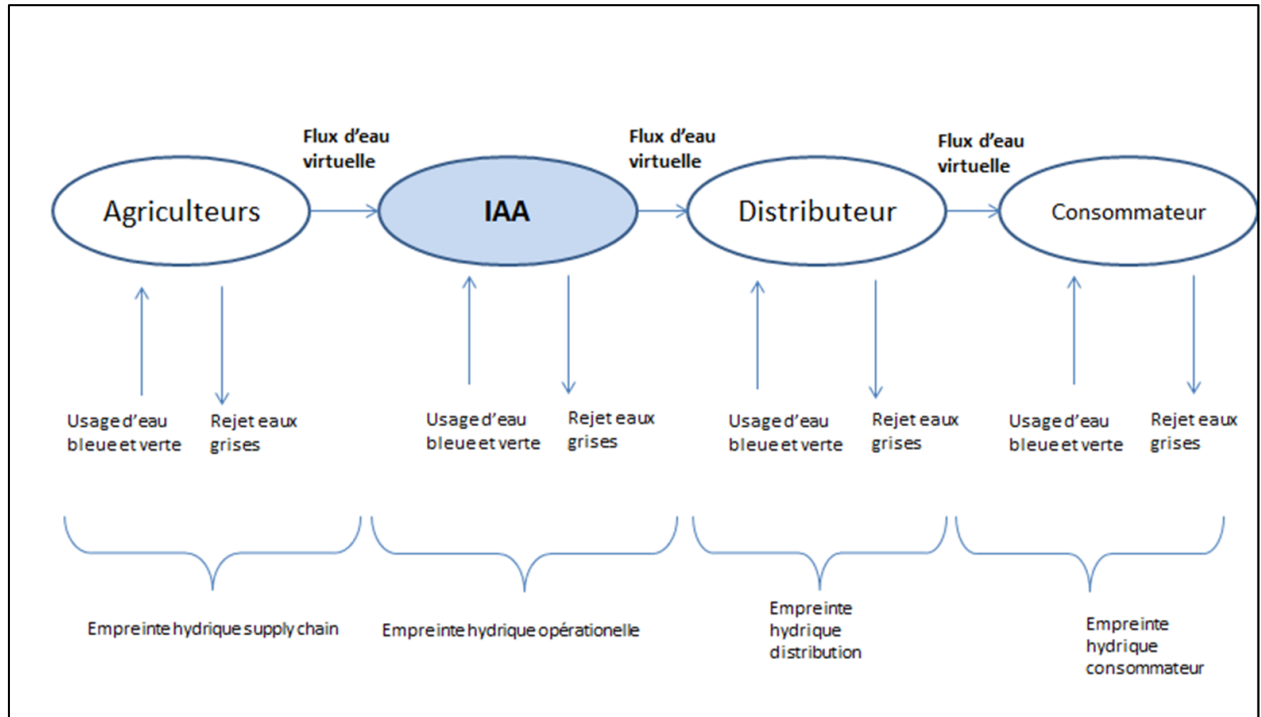 Flux d'eau
virtuelle
Flux d'eau
virtuelle
Flux d'eau
virtuelle
Agriculteurs
IAA
Distributeur
Consommateur
Usage d'eau
bleue et verte
Rejet eaux
grises
Usage d'eau
bleue et verte
Rejet eaux
grises
Usage d'eau
bleue et verte
Rejet eaux
grises
Usage d'eau
bleue et verte
Rejet eaux
grises
Empreinte hydrique supply chain
Empreinte hydrique opérationelle
Empreinte
hydrique
distribution
Empreinte
hydrique
consommateur